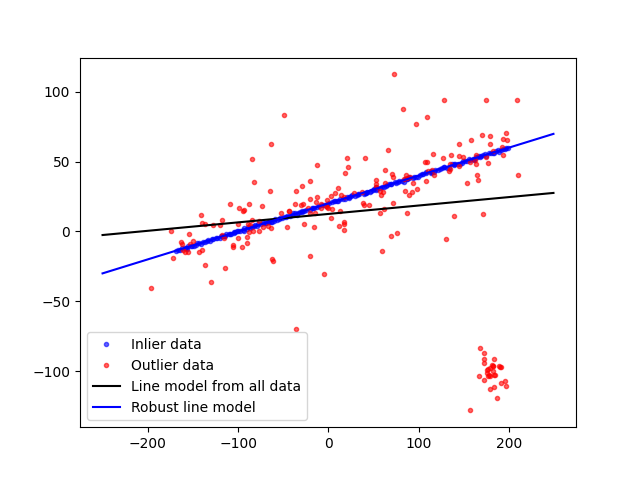 100
50
0
−50
−100
Inlier data
Outlier data
Line model from all data
Robust line model
−200 −100 0 100 200